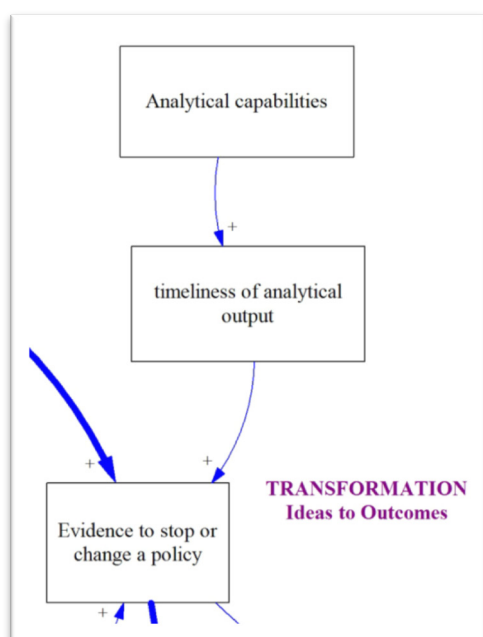 Analytical capabilities
+
timeliness of analytical
output
+
+
TRANSFORMATION
Ideas to Outcomes
Evidence to stop or
change a policy
+